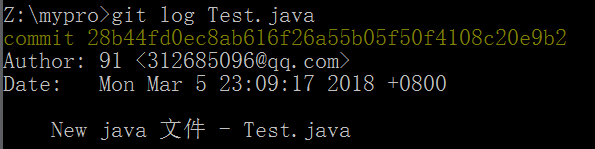 Z:\mypro>git log Test.java
commit 28b44fd0ec8ab616f26a55b05f50f4108c20e9b2
Author: 91 <312685096@qq.com>
Date:   Mon Mar 5 23:09:17 2018 +0800
New java 文件 - Test.java